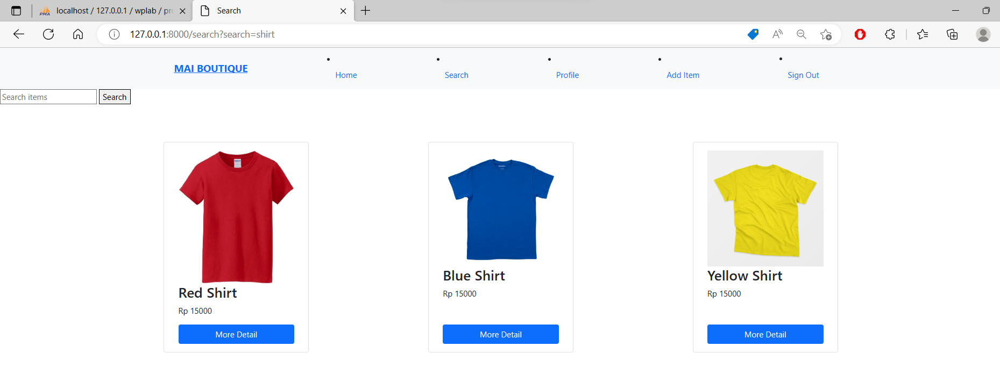 localhost / 127.0.0.1 / wplab / pr
Search
127.0.0.1:8000/search?search=shirt
MAI BOUTIQUE
Home
Search
Profile
Add Item
Sign Out
Search items
Search
Red Shirt
Rp 15000
More Detail
Blue Shirt
Rp 15000
More Detail
Yellow Shirt
Rp 15000
More Detail